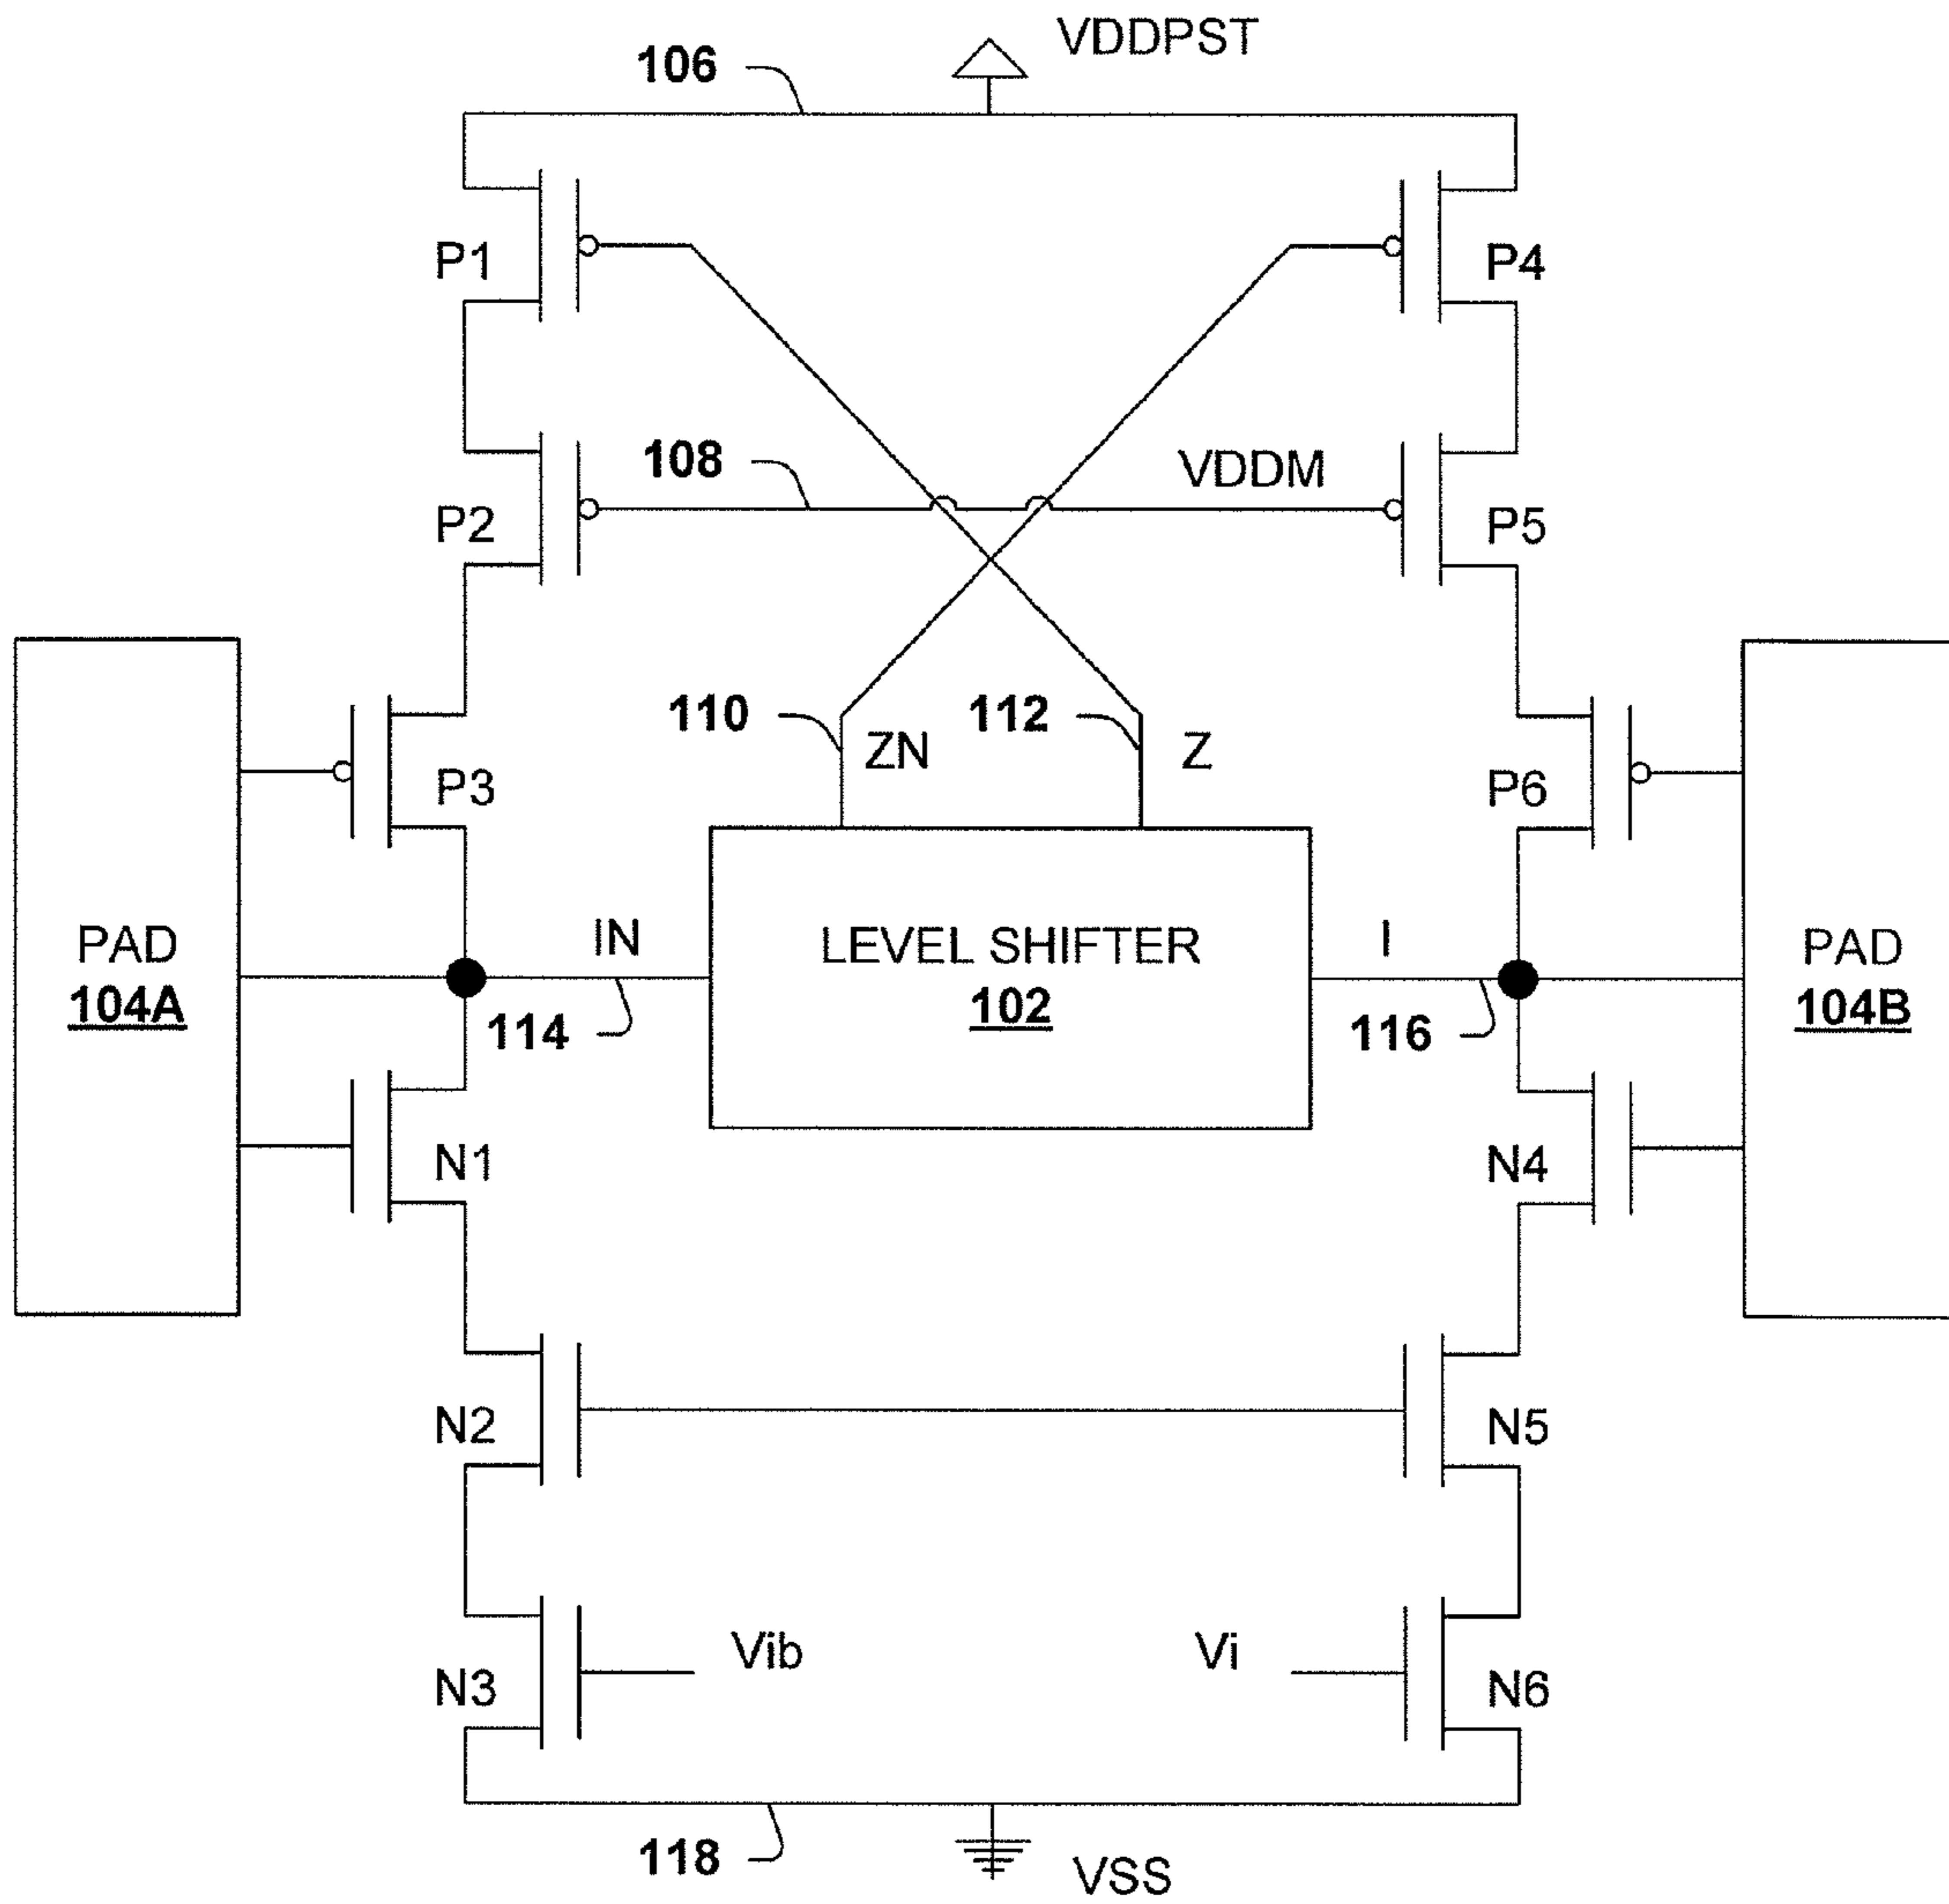 VDDPST
106
P1
P4
108
VDDM
P2
P5
110
ZN
112
Z
P3
P6
PAD
104A
IN
114
LEVEL SHIFTER
102
I
116
PAD
104B
N1
N4
N2
N5
N3
Vib
Vi
N6
118
VSS